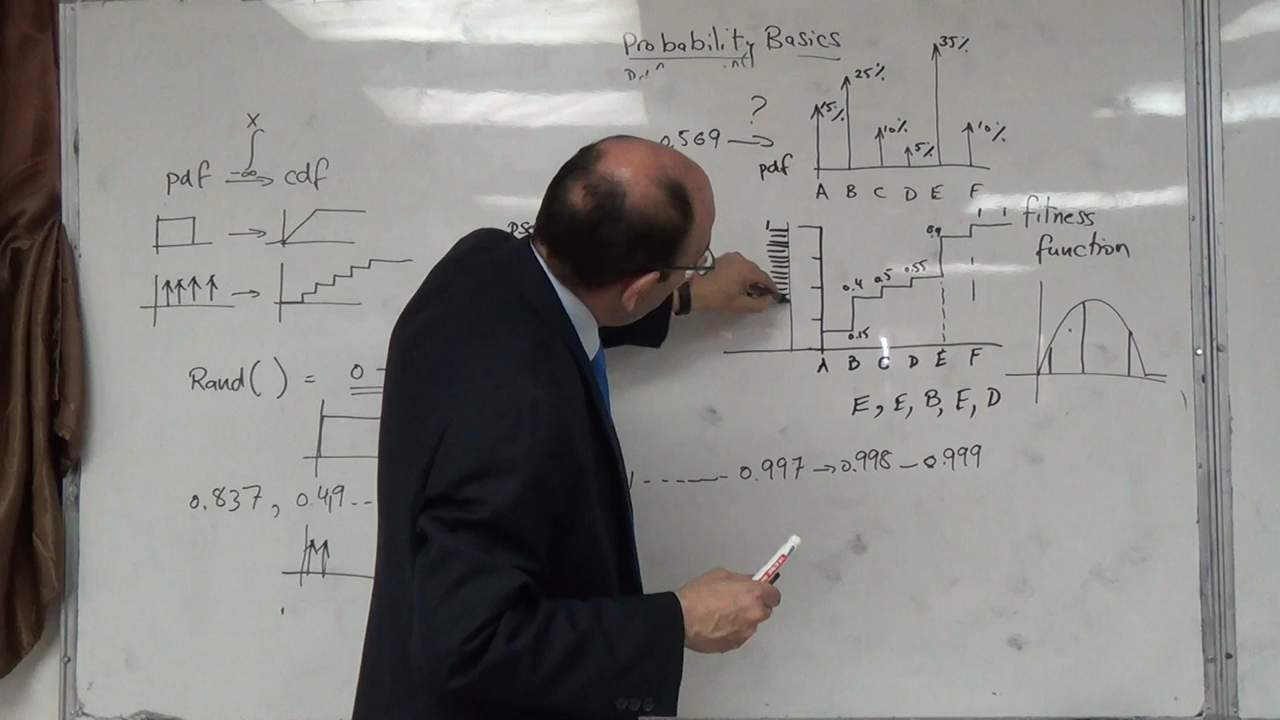 Probability Basics
x
-∞
pdf ⇒ cdf
Rand( ) = 0 -
0.837, 0.49--
0.569 → ?
pdf
15% 25% 10% 5% 35% 10%
A B C D E F
1
0.15 0.4 0.5 0.55 0.9
A B C D E F
E, E, B, E, D
------ 0.997 → 0.998 — 0.999
fitness
function